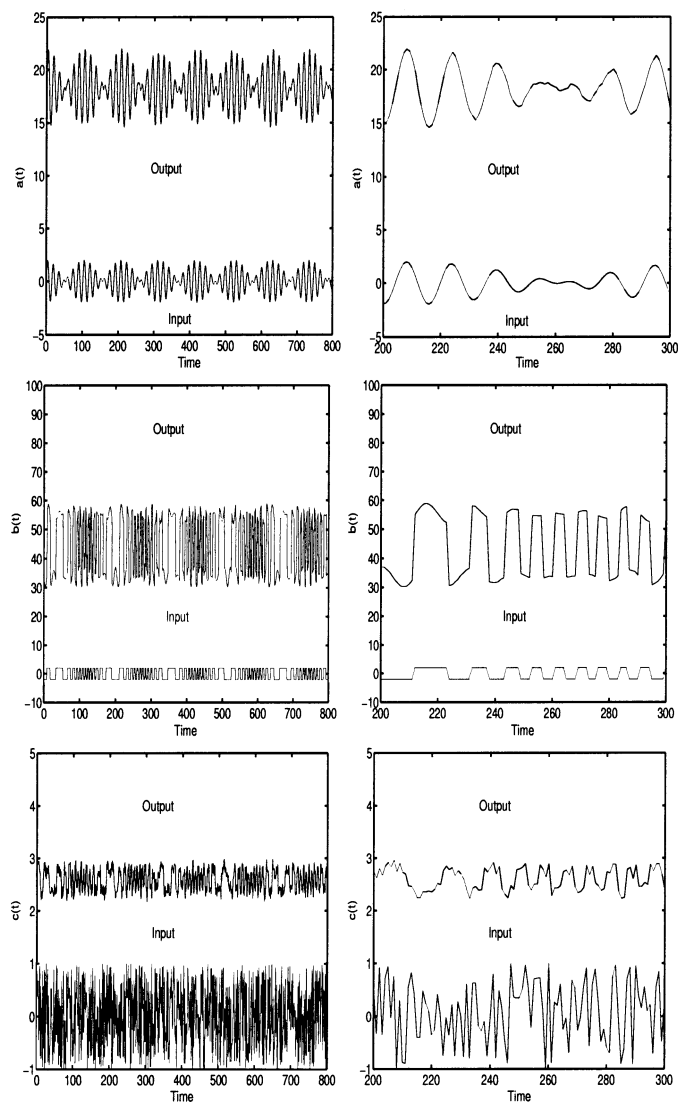 25 25
20 20
15 15
a(t) a(t)
Output Output
10 10
5 5
0 0
Input Input
−5 −5
0 100 200 300 400 500 600 700 800 200 220 240 260 280 300
Time Time
100 100
90 90
Output Output
80 80
70 70
60 60
b(t) b(t)
50 50
40 40
30 30
20 20
Input Input
10 10
0 0
−10 −10
0 100 200 300 400 500 600 700 800 200 220 240 260 280 300
Time Time
5 5
Output Output
4 4
3 3
c(t) c(t)
2 2
Input Input
1 1
0 0
−1 −1
0 100 200 300 400 500 600 700 800 200 220 240 260 280 300
Time Time